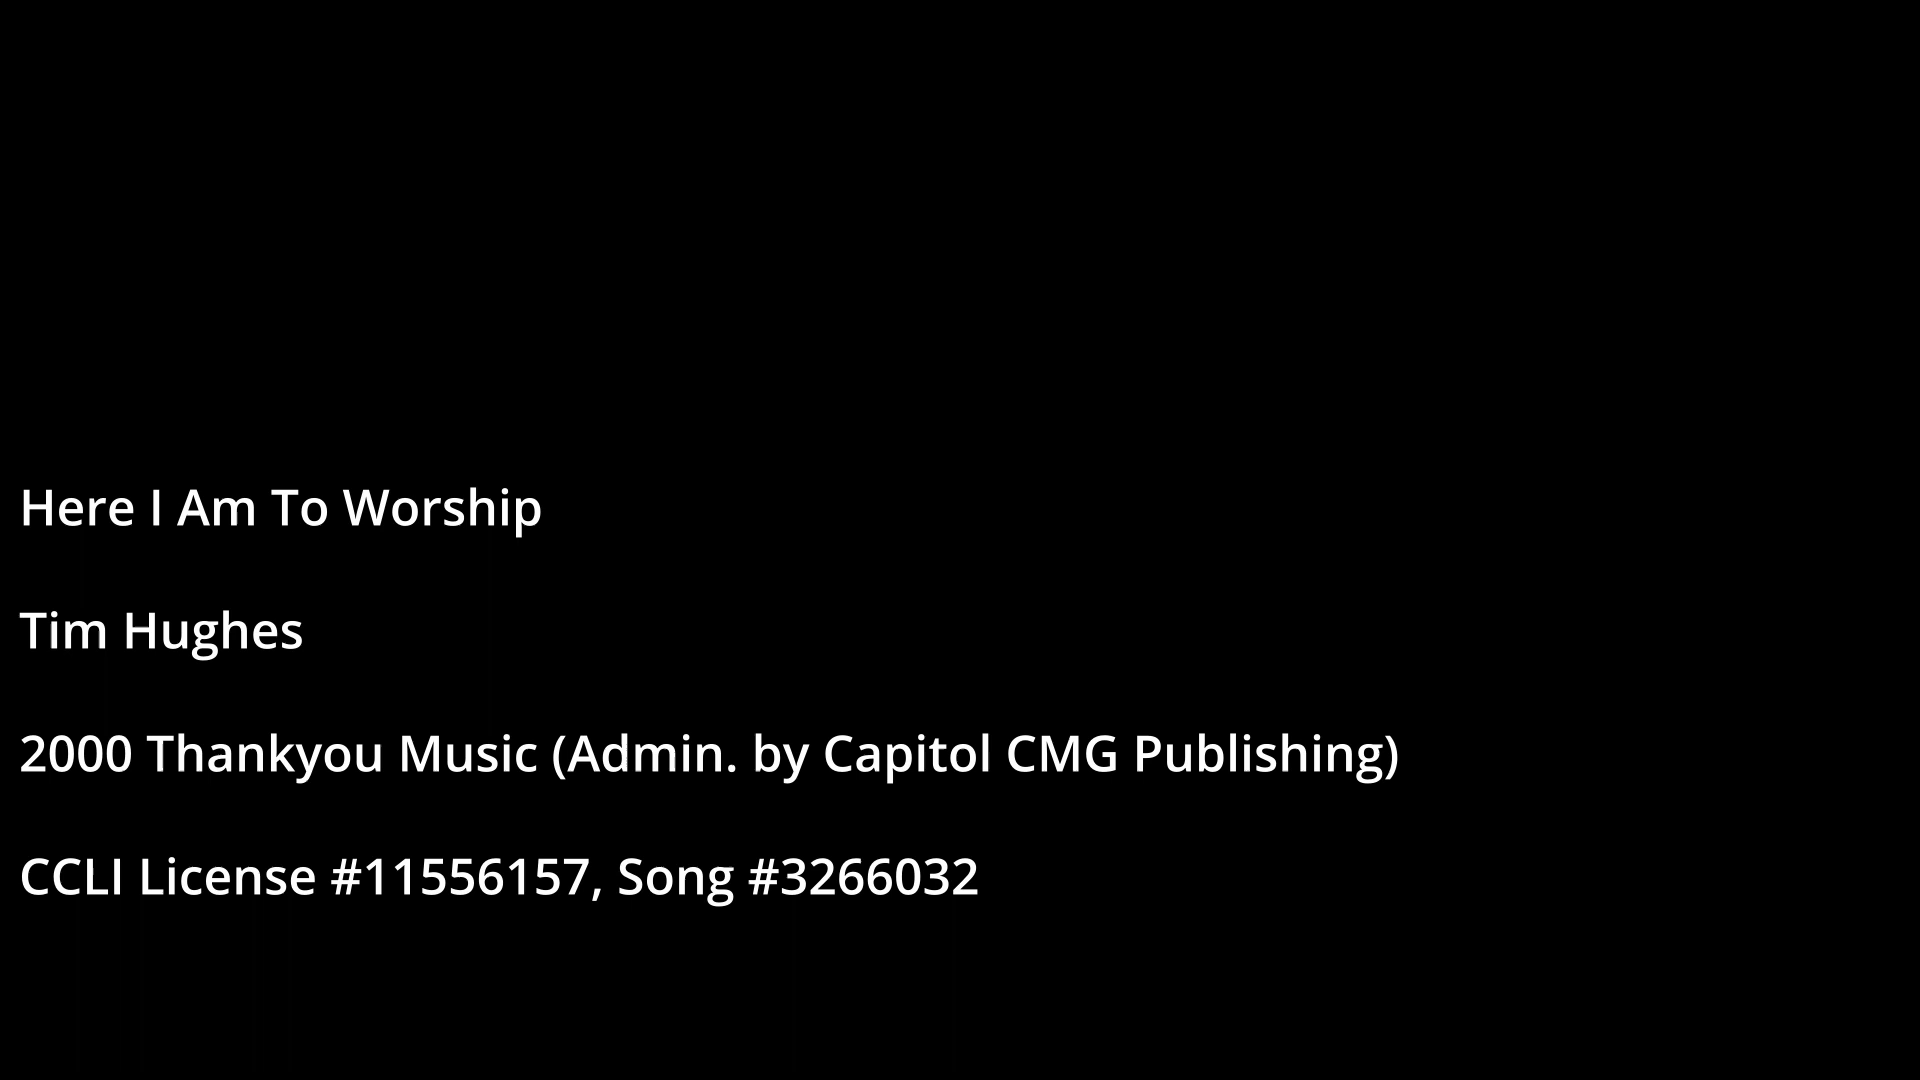 Here I Am To Worship
Tim Hughes
2000 Thankyou Music (Admin. by Capitol CMG Publishing)
CCLI License #11556157, Song #3266032